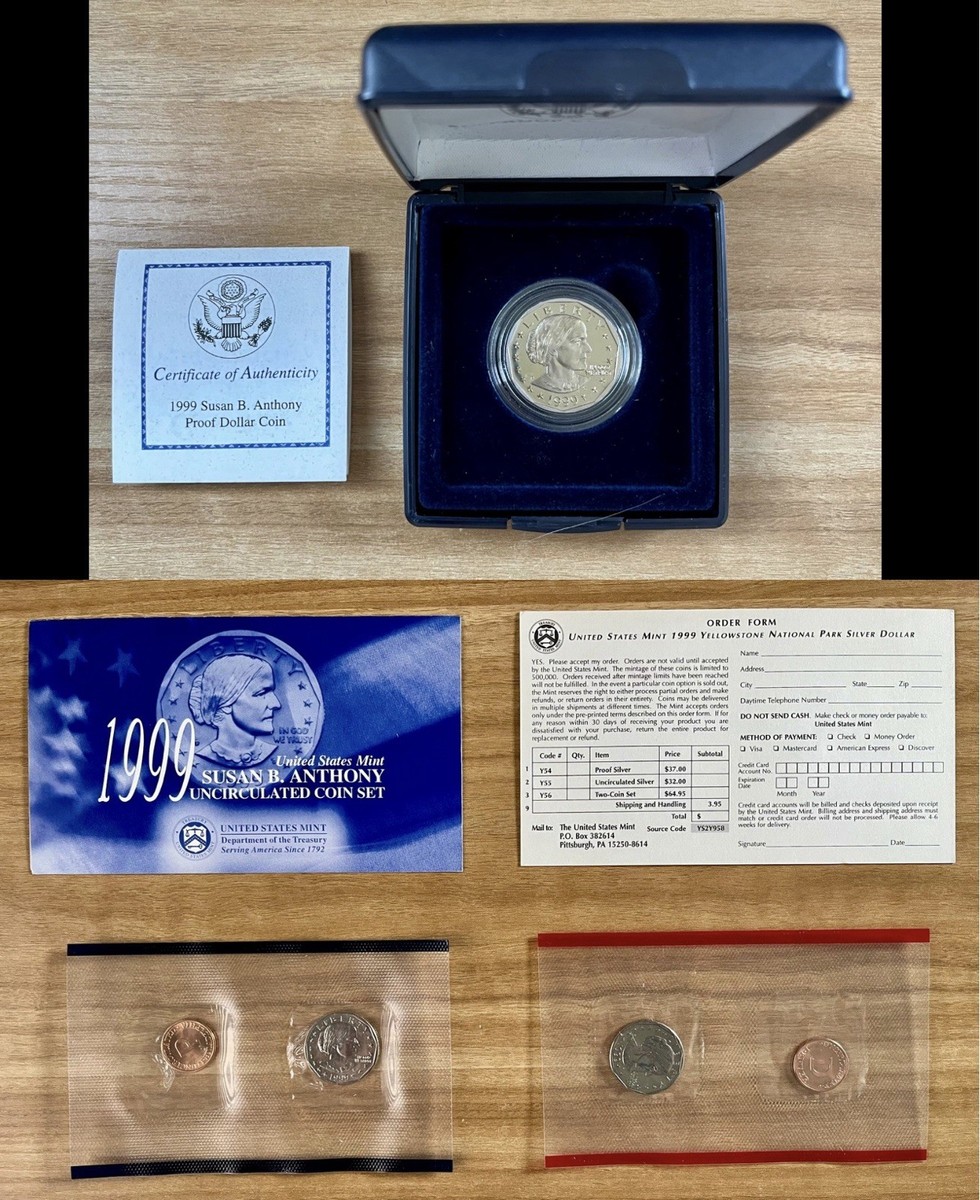 Certificate of Authenticity
1999 Susan B. Anthony
Proof Dollar Coin
LIBERTY
1999
LIBERTY
IN GOD
WE TRUST
1999
United States Mint
SUSAN B. ANTHONY
UNCIRCULATED COIN SET
UNITED STATES MINT
Department of the Treasury
Serving America Since 1792
ORDER FORM
UNITED STATES MINT 1999 YELLOWSTONE NATIONAL PARK SILVER DOLLAR
YES. Please accept my order. Orders are not valid until accepted
by the United States Mint. The mintage of these coins is limited to
500,000. Orders received after mintage limits have been reached
will not be fulfilled. In the event a particular coin option is sold out,
the Mint reserves the right to either process partial orders and make
refunds, or return orders in their entirety. Coins may be delivered
in multiple shipments at different times. The Mint accepts orders
only under the pre-printed terms described on this order form. If for
any reason within 30 days of receiving your product you are
dissatisfied with your purchase, return the entire product for
replacement or refund.
Code # Qty. Item Price Subtotal
1 Y54 Proof Silver $37.00
2 Y55 Uncirculated Silver $32.00
3 Y56 Two-Coin Set $64.95
9 Shipping and Handling 3.95
Total $
Mail to: The United States Mint Source Code YS2Y958
P.O. Box 382614
Pittsburgh, PA 15250-8614
Name
Address
City State Zip
Daytime Telephone Number
DO NOT SEND CASH. Make check or money order payable to:
United States Mint
METHOD OF PAYMENT: Check Money Order
Visa Mastercard American Express Discover
Credit Card
Account No.
Expiration
Date
Month Year
Credit card accounts will be billed and checks deposited upon receipt
by the United States Mint. Billing address and shipping address must
match or credit card order will not be processed. Please allow 4-6
weeks for delivery.
Signature Date
LIBERTY
1999